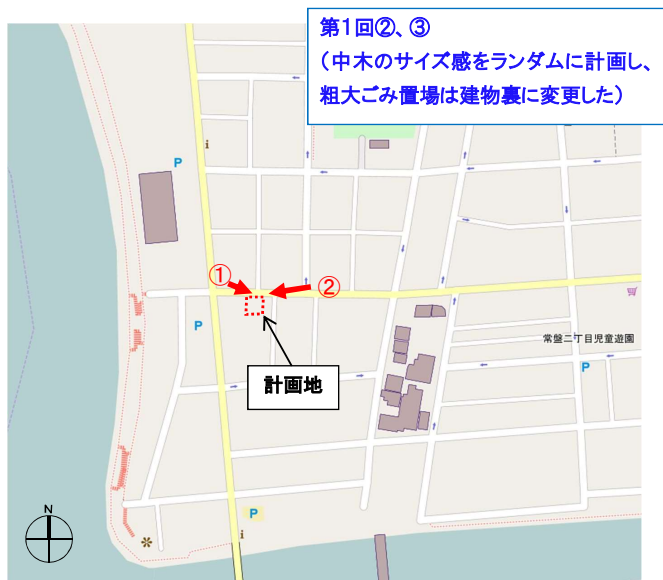 第1回②、③
(中木のサイズ感をランダムに計画し、
粗大ごみ置場は建物裏に変更した)
i
P
① ②
P
常盤二丁目児童遊園
P
計画地
N
P
i